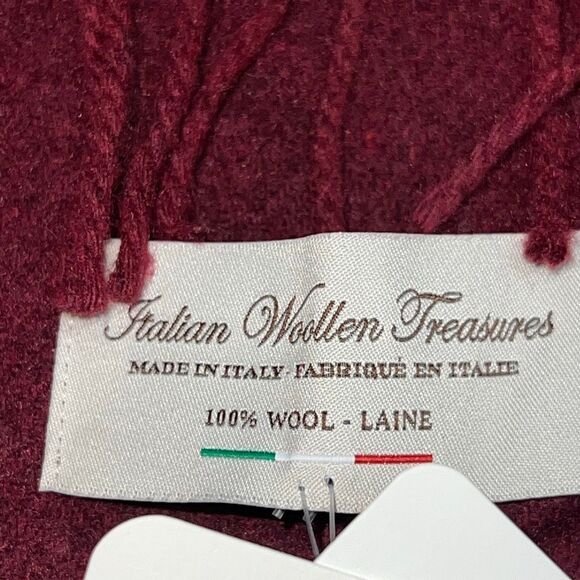 Italian Woollen Treasures
MADE IN ITALY - FABRIQUÉ EN ITALIE
100% WOOL - LAINE